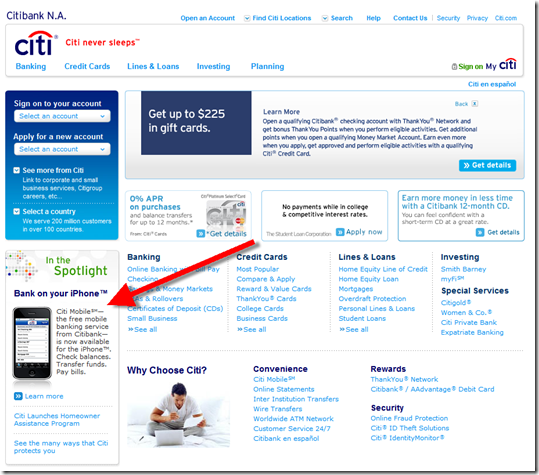 Citibank N.A.
Open an Account Find Citi Locations Search Help Contact Us Security Privacy Citi.com
citi
Citi never sleeps℠
Banking Credit Cards Lines & Loans Investing Planning
Sign on My citi
Citi en español
Sign on to your account
Select an account
Apply for a new account
Select an account
See more from Citi
Link to corporate and
small business services, Citigroup
careers, etc...
Select a country
We serve 200 million customers
in over 100 countries.
Get up to $225
in gift cards.
Back
Learn More
Open a qualifying Citibank® checking account with ThankYou® Network and
get bonus ThankYou Points when you perform eligible activities. Get additional
points when you open a qualifying Money Market Account. Earn even more
when you apply, get approved and perform eligible activities with a qualifying
Citi® Credit Card.
Get details
0% APR
on purchases
and balance transfers
for up to 12 months.*
From: Citi® Cards
Citi® Platinum Select® Card
citi
*Get details
No payments while in college
& competitive interest rates.
The Student Loan Corporation
Apply now
Earn more money in less time
with a Citibank 12-month CD.
You can feel confident with a
short-term CD at a great rate.
Get details
In the
Spotlight
Bank on your iPhone™
Citi Mobile℠—
the free mobile
banking service
from Citibank—is
now available
for the iPhone™.
Check balances.
Transfer funds.
Pay bills.
Learn more
Citi Launches Homeowner
Assistance Program
See the many ways that Citi
protects you
Banking
Online Banking Bill Pay
Checking
& Money Markets
& Rollovers
Certificates of Deposit (CDs)
Small Business
See all
Credit Cards
Most Popular
Compare & Apply
Reward & Value Cards
ThankYou® Cards
College Cards
Business Cards
See all
Lines & Loans
Home Equity Line of Credit
Home Equity Loan
Mortgages
Overdraft Protection
Personal Lines & Loans
Student Loans
See all
Investing
Smith Barney
myFi℠
Special Services
Citigold®
Women & Co.®
Citi Private Bank
Expatriate Banking
Why Choose Citi?
Convenience
Citi Mobile℠
Online Statements
Inter Institution Transfers
Wire Transfers
Worldwide ATM Network
Customer Service 24/7
Citibank en español
Rewards
ThankYou® Network
Citibank® / AAdvantage® Debit Card
Security
Online Fraud Protection
Citi® ID Theft Solutions
Citi® IdentityMonitor®